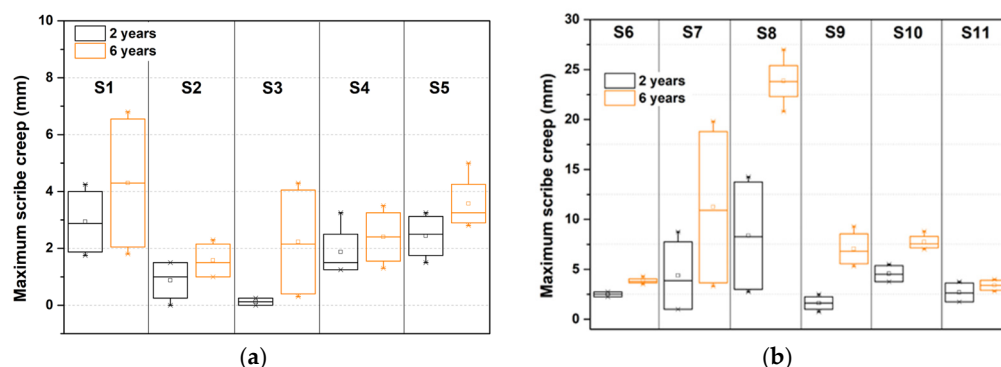 2 years
6 years
S1 S2 S3 S4 S5
Maximum scribe creep (mm)
10
8
6
4
2
0
(a)
S6 S7 S8 S9 S10 S11
2 years
6 years
Maximum scribe creep (mm)
30
25
20
15
10
5
0
(b)